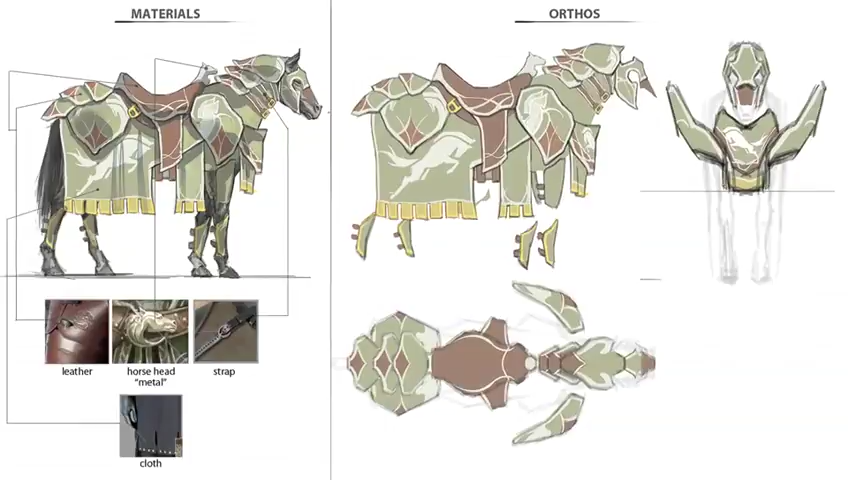 MATERIALS
ORTHOS
leather
horse head
"metal"
strap
cloth